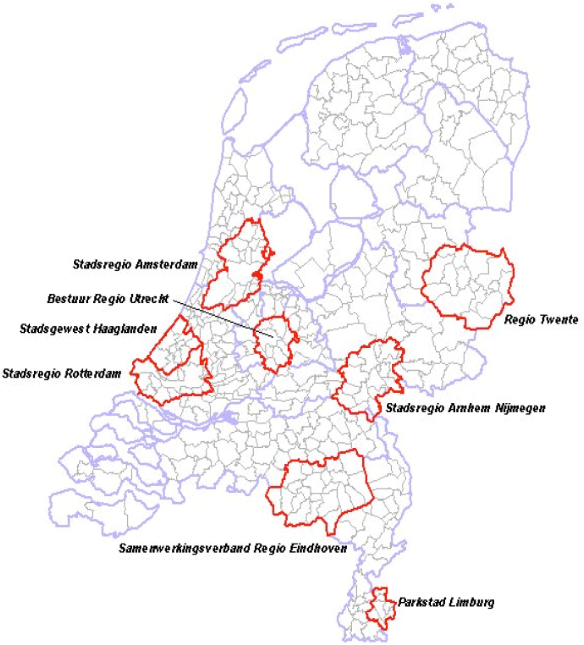 Stadsregio Amsterdam
Bestuur Regio Utrecht
Stadsgewest Haaglanden
Regio Twente
Stadsregio Rotterdam
Stadsregio Arnhem Nijmegen
Samenwerkingsverband Regio Eindhoven
Parkstad Limburg